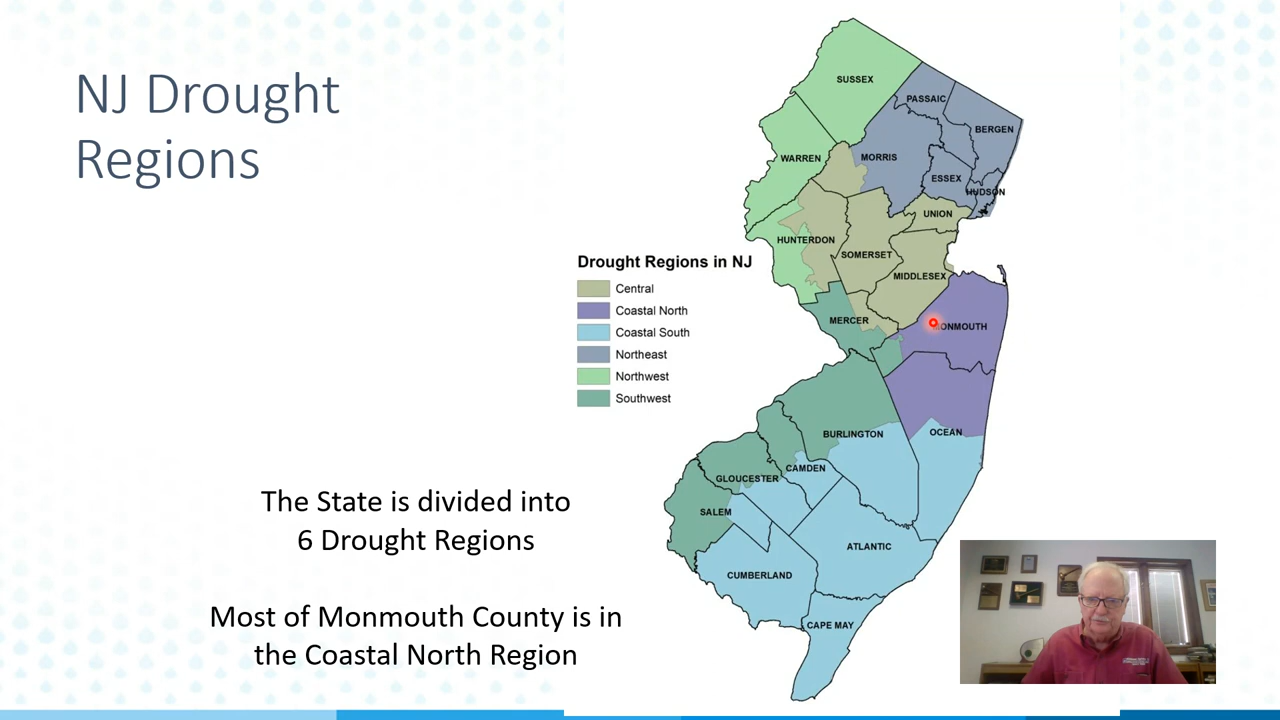 NJ Drought
Regions
SUSSEX
PASSAIC
BERGEN
WARREN
MORRIS
ESSEX
HUDSON
UNION
HUNTERDON
SOMERSET
MIDDLESEX
MERCER
MONMOUTH
BURLINGTON
OCEAN
CAMDEN
GLOUCESTER
SALEM
ATLANTIC
CUMBERLAND
CAPE MAY
Drought Regions in NJ
Central
Coastal North
Coastal South
Northeast
Northwest
Southwest
The State is divided into
6 Drought Regions
Most of Monmouth County is in
the Coastal North Region